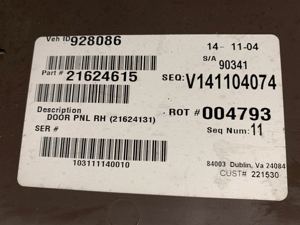 Veh ID 928086
14- 11-04
S/A
90341
Part # 21624615
SEQ: V141104074
Description
DOOR PNL RH (21624131)
ROT # 004793
SER #
Seq Num: 11
103111140010
84003 Dublin, Va 24084
CUST# 221530